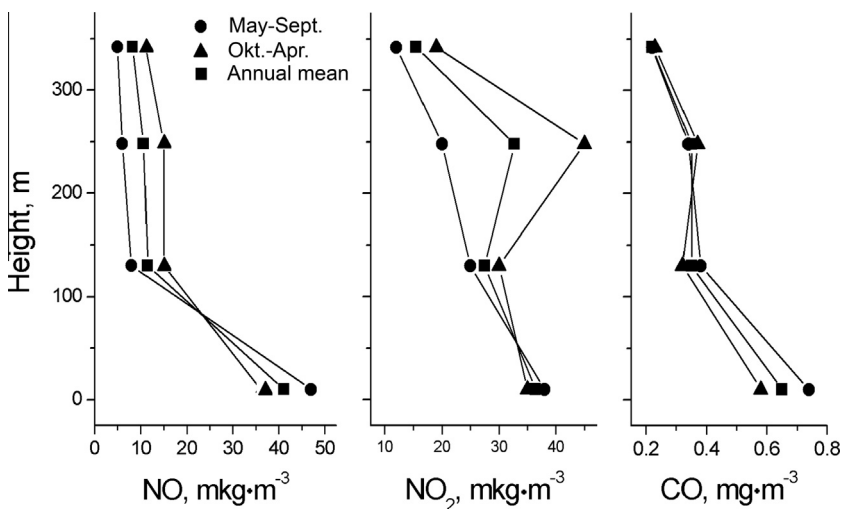 May-Sept.
Okt.-Apr.
Annual mean
Height, m
300
200
100
0
0 10 20 30 40 50
10 20 30 40
0.2 0.4 0.6 0.8
NO, mkg•m⁻³
NO₂, mkg•m⁻³
CO, mg•m⁻³